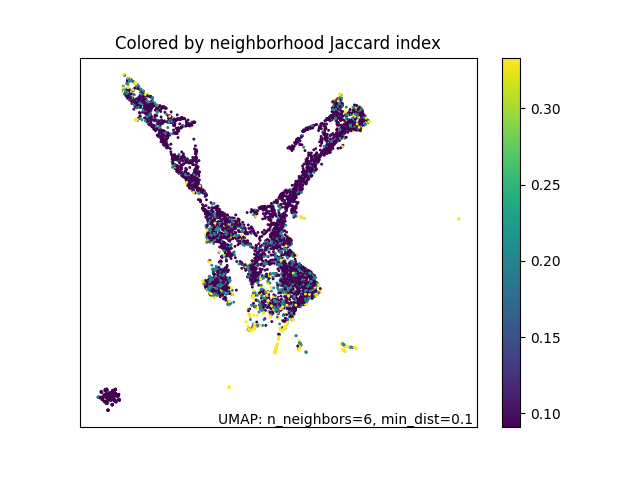 Colored by neighborhood Jaccard index
0.30
0.25
0.20
0.15
0.10
UMAP: n_neighbors=6, min_dist=0.1